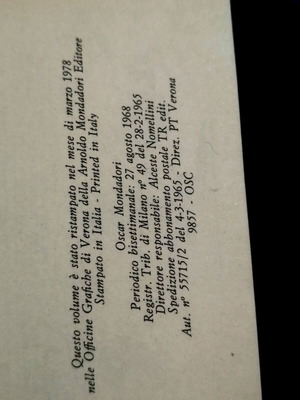 Questo volume è stato ristampato nel mese di marzo 1978
nelle Officine Grafiche di Verona della Arnoldo Mondadori Editore
Stampato in Italia - Printed in Italy
Oscar Mondadori
Periodico bisettimanale: 27 agosto 1968
Registr. Trib. di Milano n° 49 del 28-2-1965
Direttore responsabile: Alceste Nomellini
Spedizione abbonamento postale TR edit.
Aut. n° 55715/2 del 4-3-1965 - Direz. PT Verona
9857 - OSC